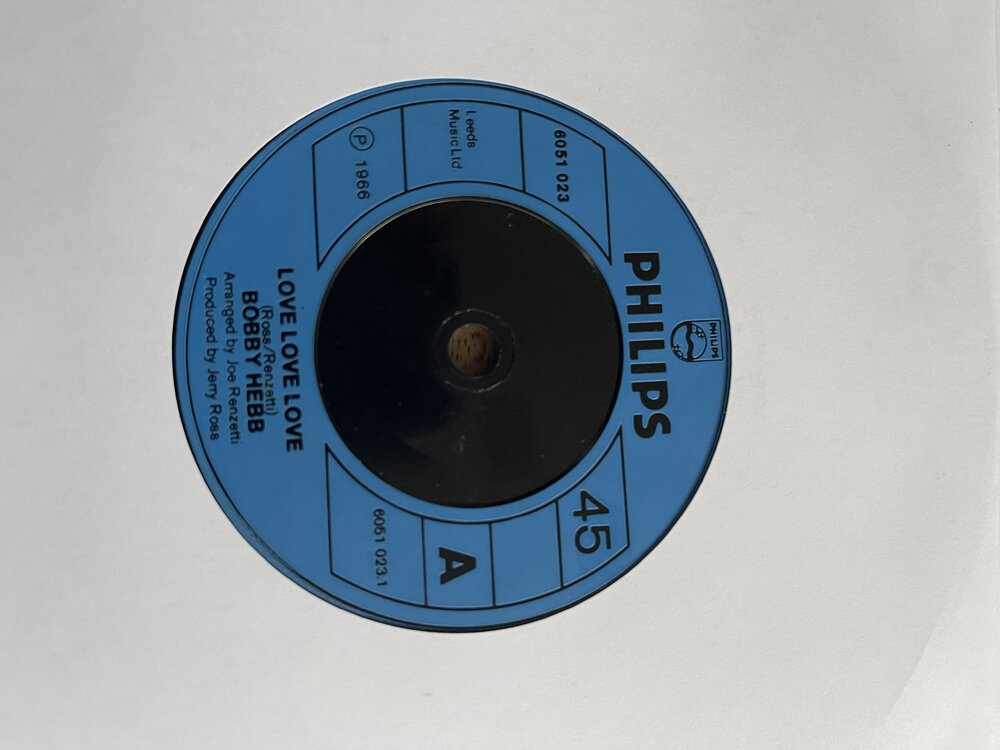 PHILIPS
PHILIPS
6051 023
Leeds
Music Ltd.
Ⓟ 1966
45
A
6051 023.1
LOVE LOVE LOVE
(Ross/Renzetti)
BOBBY HEBB
Arranged by Joe Renzetti
Produced by Jerry Ross